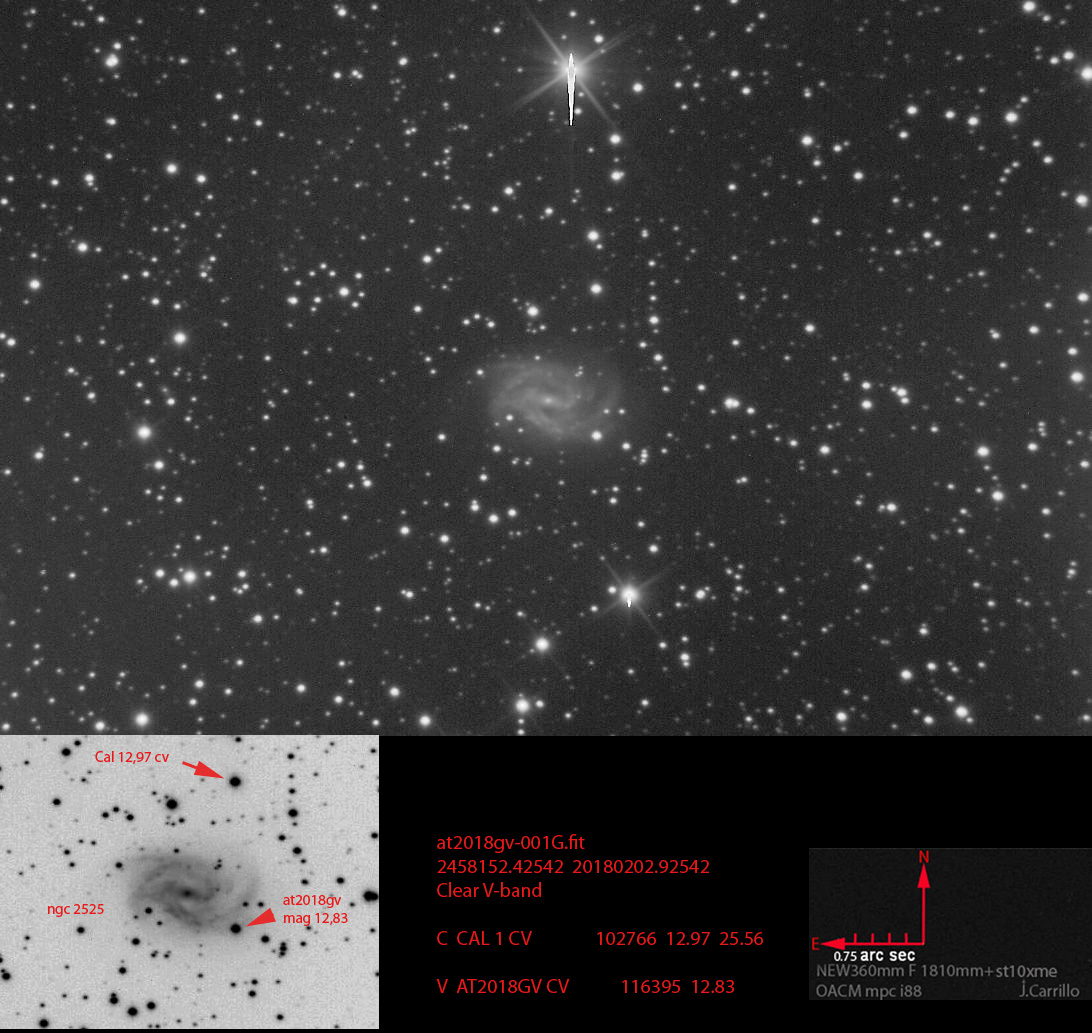 Cal 12,97 cv
ngc 2525
at2018gv
mag 12,83
at2018gv-001G.fit
2458152.42542 20180202.92542
Clear V-band
C CAL 1 CV 102766 12.97 25.56
V AT2018GV CV 116395 12.83
N
E
0.75 arc sec
NEW360mm F 1810mm+st10xme
OACM mpc i88 j.Carrillo